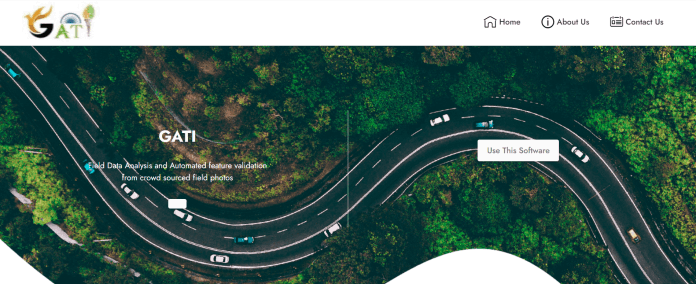 GATI
Home
About Us
Contact Us
GATI
Field Data Analysis and Automated feature validation
from crowd sourced field photos
Use This Software